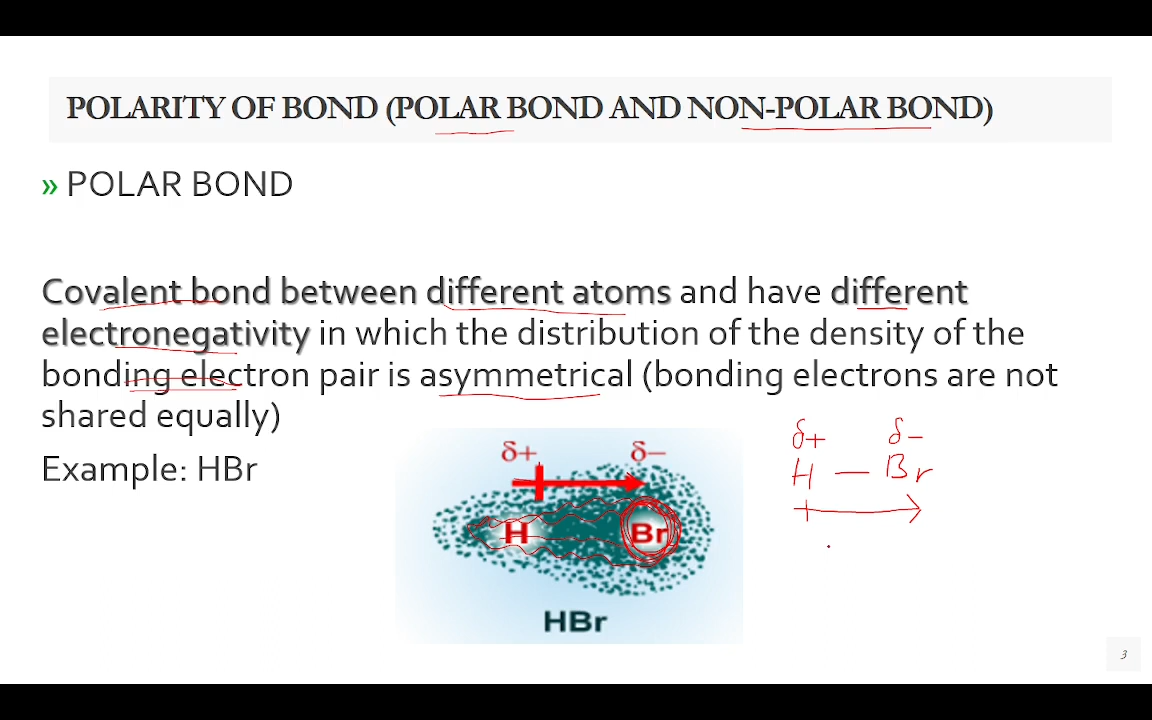 POLARITY OF BOND (POLAR BOND AND NON-POLAR BOND)
» POLAR BOND
Covalent bond between different atoms and have different
electronegativity in which the distribution of the density of the
bonding electron pair is asymmetrical (bonding electrons are not
shared equally)
Example: HBr
δ+ δ−
H Br
HBr
δ+ δ−
H — Br
3